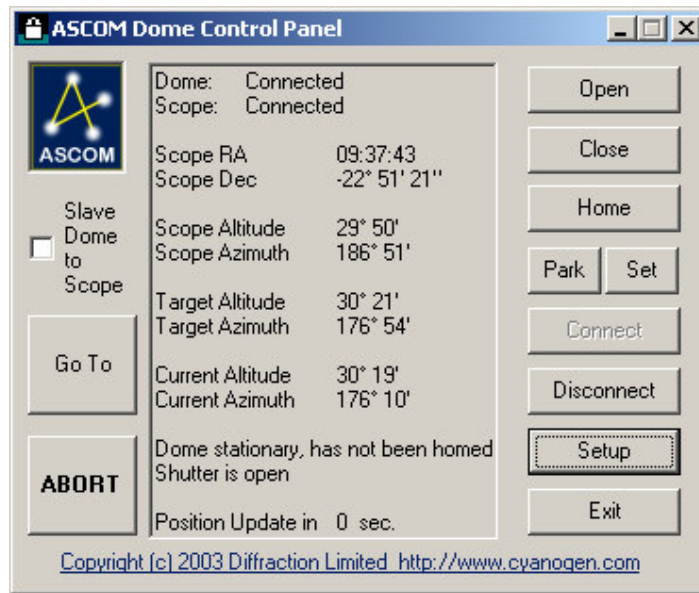 ASCOM Dome Control Panel
ASCOM
Slave
Dome
to
Scope
Go To
ABORT
Dome: Connected
Scope: Connected
Scope RA 09:37:43
Scope Dec -22° 51' 21"
Scope Altitude 29° 50'
Scope Azimuth 186° 51'
Target Altitude 30° 21'
Target Azimuth 176° 54'
Current Altitude 30° 19'
Current Azimuth 176° 10'
Dome stationary, has not been homed
Shutter is open
Position Update in 0 sec.
Open
Close
Home
Park Set
Connect
Disconnect
Setup
Exit
Copyright (c) 2003 Diffraction Limited http://www.cyanogen.com